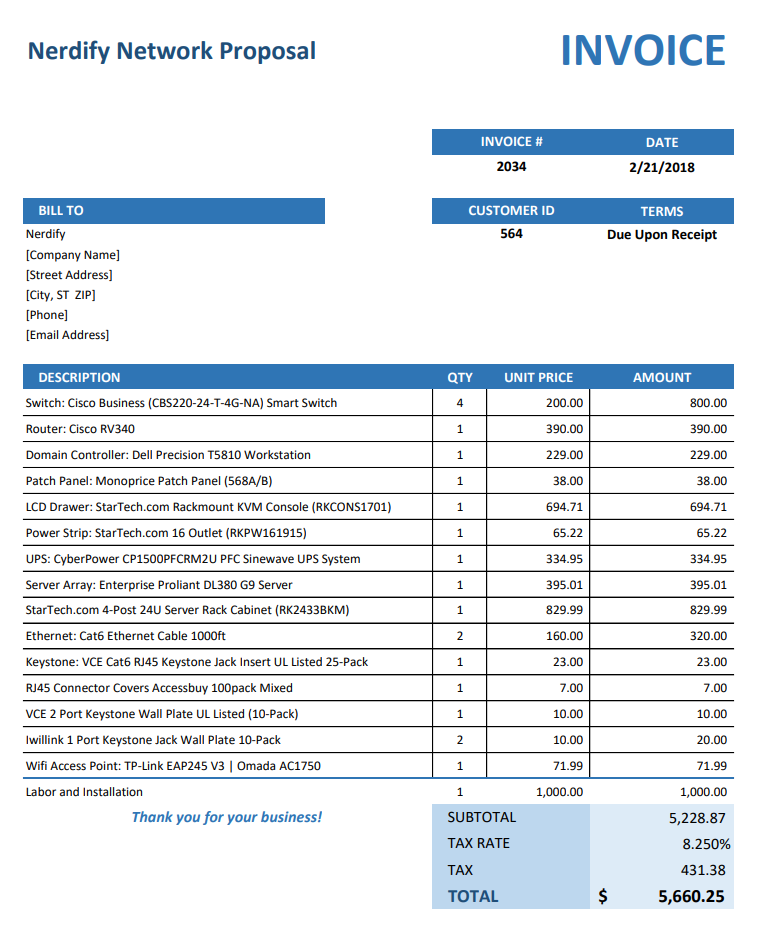 Nerdify Network Proposal INVOICE
INVOICE # DATE
2034 2/21/2018
BILL TO CUSTOMER ID TERMS
Nerdify 564 Due Upon Receipt
[Company Name]
[Street Address]
[City, ST  ZIP]
[Phone]
[Email Address]
DESCRIPTION QTY UNIT PRICE AMOUNT
Switch: Cisco Business (CBS220-24-T-4G-NA) Smart Switch 4 200.00 800.00
Router: Cisco RV340 1 390.00 390.00
Domain Controller: Dell Precision T5810 Workstation 1 229.00 229.00
Patch Panel: Monoprice Patch Panel (568A/B) 1 38.00 38.00
LCD Drawer: StarTech.com Rackmount KVM Console (RKCONS1701) 1 694.71 694.71
Power Strip: StarTech.com 16 Outlet (RKPW161915) 1 65.22 65.22
UPS: CyberPower CP1500PFCRM2U PFC Sinewave UPS System 1 334.95 334.95
Server Array: Enterprise Proliant DL380 G9 Server 1 395.01 395.01
StarTech.com 4-Post 24U Server Rack Cabinet (RK2433BKM) 1 829.99 829.99
Ethernet: Cat6 Ethernet Cable 1000ft 2 160.00 320.00
Keystone: VCE Cat6 RJ45 Keystone Jack Insert UL Listed 25-Pack 1 23.00 23.00
RJ45 Connector Covers Accessbuy 100pack Mixed 1 7.00 7.00
VCE 2 Port Keystone Wall Plate UL Listed (10-Pack) 1 10.00 10.00
Iwillink 1 Port Keystone Jack Wall Plate 10-Pack 2 10.00 20.00
Wifi Access Point: TP-Link EAP245 V3 | Omada AC1750 1 71.99 71.99
Labor and Installation 1 1,000.00 1,000.00
Thank you for your business! SUBTOTAL 5,228.87
TAX RATE 8.250%
TAX 431.38
TOTAL $ 5,660.25